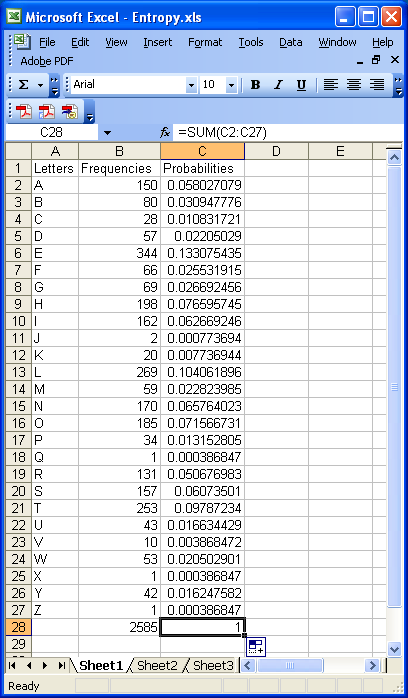 Microsoft Excel - Entropy.xls
File Edit View Insert Format Tools Data Window Help
Adobe PDF
Σ Arial 10 B I U
C28 fx =SUM(C2:C27)
A B C D E
1 Letters Frequencies Probabilities
2 A 150 0.058027079
3 B 80 0.030947776
4 C 28 0.010831721
5 D 57 0.02205029
6 E 344 0.133075435
7 F 66 0.025531915
8 G 69 0.026692456
9 H 198 0.076595745
10 I 162 0.062669246
11 J 2 0.000773694
12 K 20 0.007736944
13 L 269 0.104061896
14 M 59 0.022823985
15 N 170 0.065764023
16 O 185 0.071566731
17 P 34 0.013152805
18 Q 1 0.000386847
19 R 131 0.050676983
20 S 157 0.06073501
21 T 253 0.09787234
22 U 43 0.016634429
23 V 10 0.003868472
24 W 53 0.020502901
25 X 1 0.000386847
26 Y 42 0.016247582
27 Z 1 0.000386847
28 2585 1
29
Sheet1 Sheet2 Sheet3
Ready